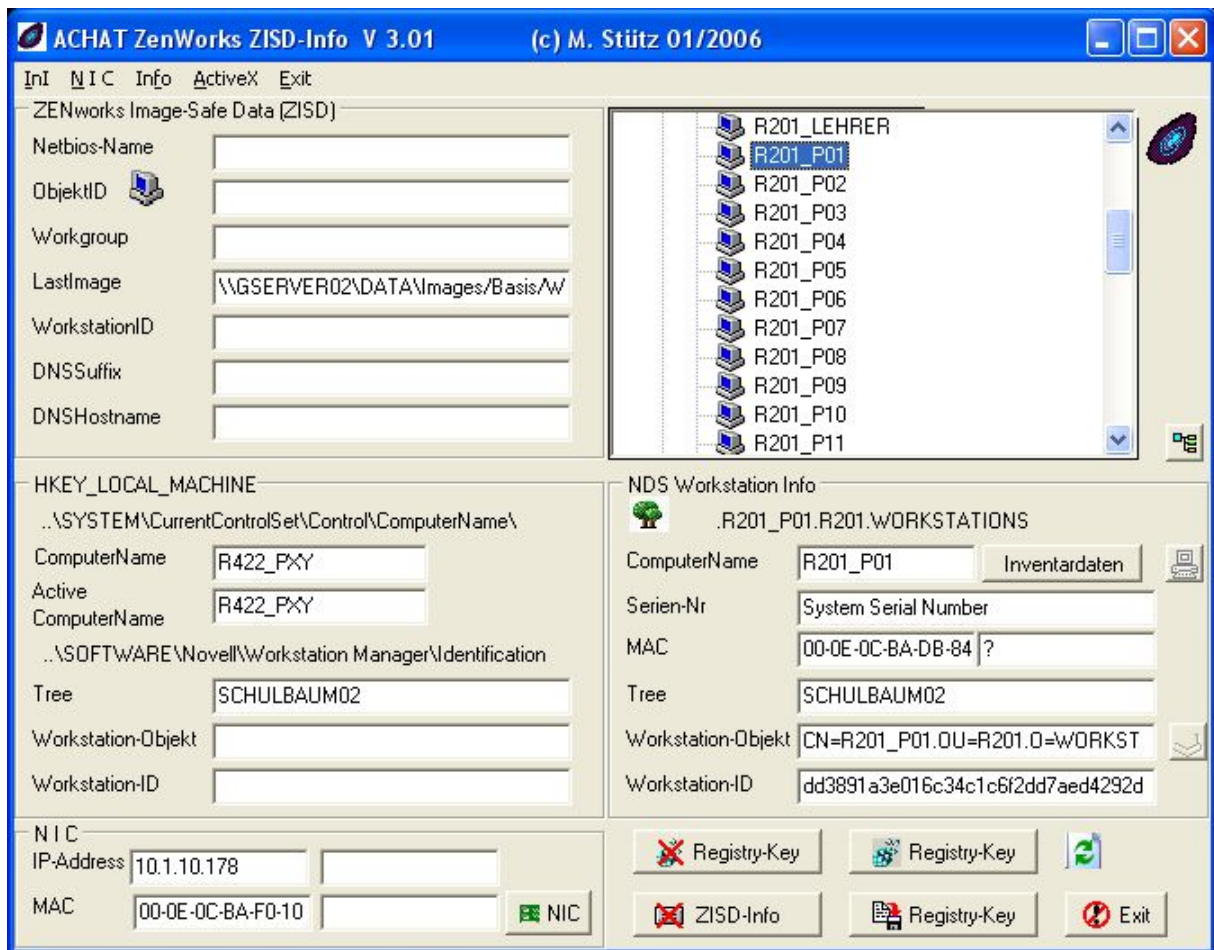 ACHAT ZenWorks ZISD-Info V 3.01 (c) M. Stütz 01/2006
InI NIC Info ActiveX Exit
ZENworks Image-Safe Data (ZISD)
Netbios-Name
ObjektID
Workgroup
LastImage \\GSERVER02\DATA\Images/Basis/W
WorkstationID
DNSSuffix
DNSHostname
R201_LEHRER
R201_P01
R201_P02
R201_P03
R201_P04
R201_P05
R201_P06
R201_P07
R201_P08
R201_P09
R201_P10
R201_P11
HKEY_LOCAL_MACHINE
..\SYSTEM\CurrentControlSet\Control\ComputerName\
ComputerName R422_PXY
Active
ComputerName R422_PXY
..\SOFTWARE\Novell\Workstation Manager\Identification
Tree SCHULBAUM02
Workstation-Objekt
Workstation-ID
NDS Workstation Info
.R201_P01.R201.WORKSTATIONS
ComputerName R201_P01 Inventardaten
Serien-Nr System Serial Number
MAC 00-0E-0C-BA-DB-84 ?
Tree SCHULBAUM02
Workstation-Objekt CN=R201_P01.OU=R201.O=WORKST
Workstation-ID dd3891a3e016c34c1c6f2dd7aed4292d
NIC
IP-Address 10.1.10.178
MAC 00-0E-0C-BA-F0-10 NIC
Registry-Key Registry-Key
ZISD-Info Registry-Key Exit